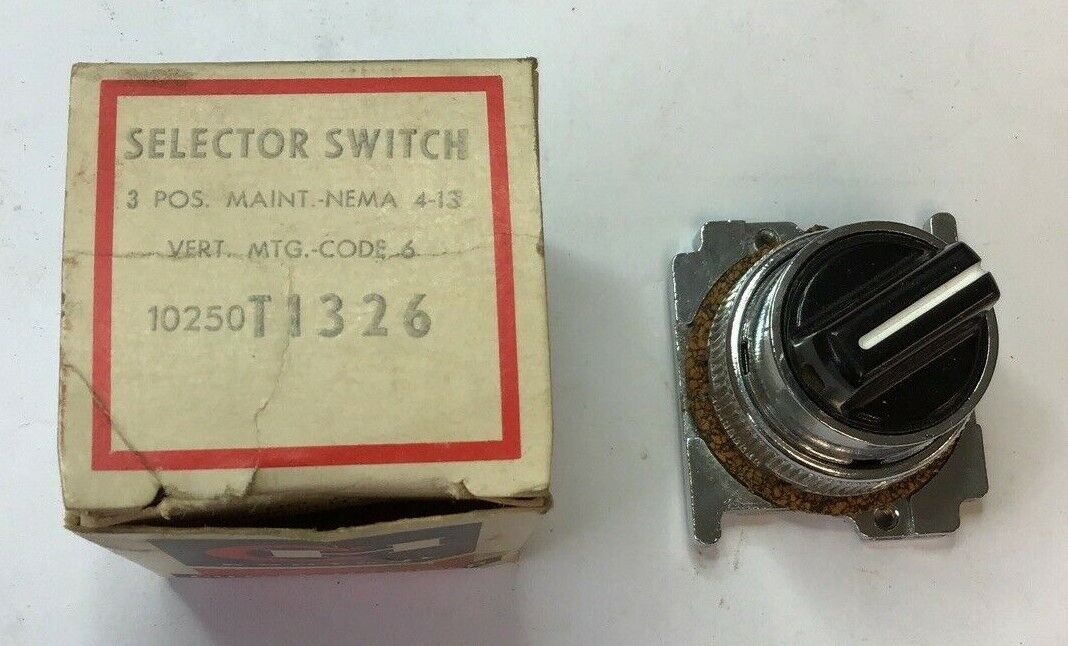 SELECTOR SWITCH
3 POS. MAINT.-NEMA 4-13
VERT. MTG.-CODE 6
10250T1326